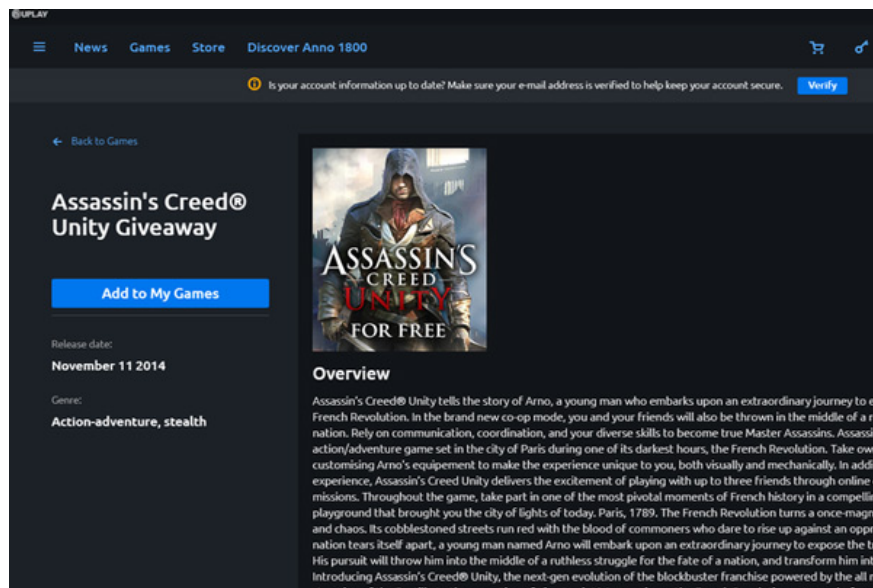 UPLAY
News Games Store Discover Anno 1800
Is your account information up to date? Make sure your e-mail address is verified to help keep your account secure. Verify
Back to Games
Assassin's Creed®
Unity Giveaway
Add to My Games
Release date:
November 11 2014
Genre:
Action-adventure, stealth
ASSASSIN'S
CREED
UNITY
FOR FREE
Overview
Assassin's Creed® Unity tells the story of Arno, a young man who embarks upon an extraordinary journey to e
French Revolution. In the brand new co-op mode, you and your friends will also be thrown in the middle of a r
nation. Rely on communication, coordination, and your diverse skills to become true Master Assassins. Assassi
action/adventure game set in the city of Paris during one of its darkest hours, the French Revolution. Take ow
customising Arno's equipement to make the experience unique to you, both visually and mechanically. In addi
experience, Assassin's Creed Unity delivers the excitement of playing with up to three friends through online
missions. Throughout the game, take part in one of the most pivotal moments of French history in a compellin
playground that brought you the city of lights of today. Paris, 1789. The French Revolution turns a once-magn
and chaos. Its cobblestoned streets run red with the blood of commoners who dare to rise up against an oppr
nation tears itself apart, a young man named Arno will embark upon an extraordinary journey to expose the t
His pursuit will throw him into the middle of a ruthless struggle for the fate of a nation, and transform him int
Introducing Assassin's Creed® Unity, the next-gen evolution of the blockbuster franchise powered by the all